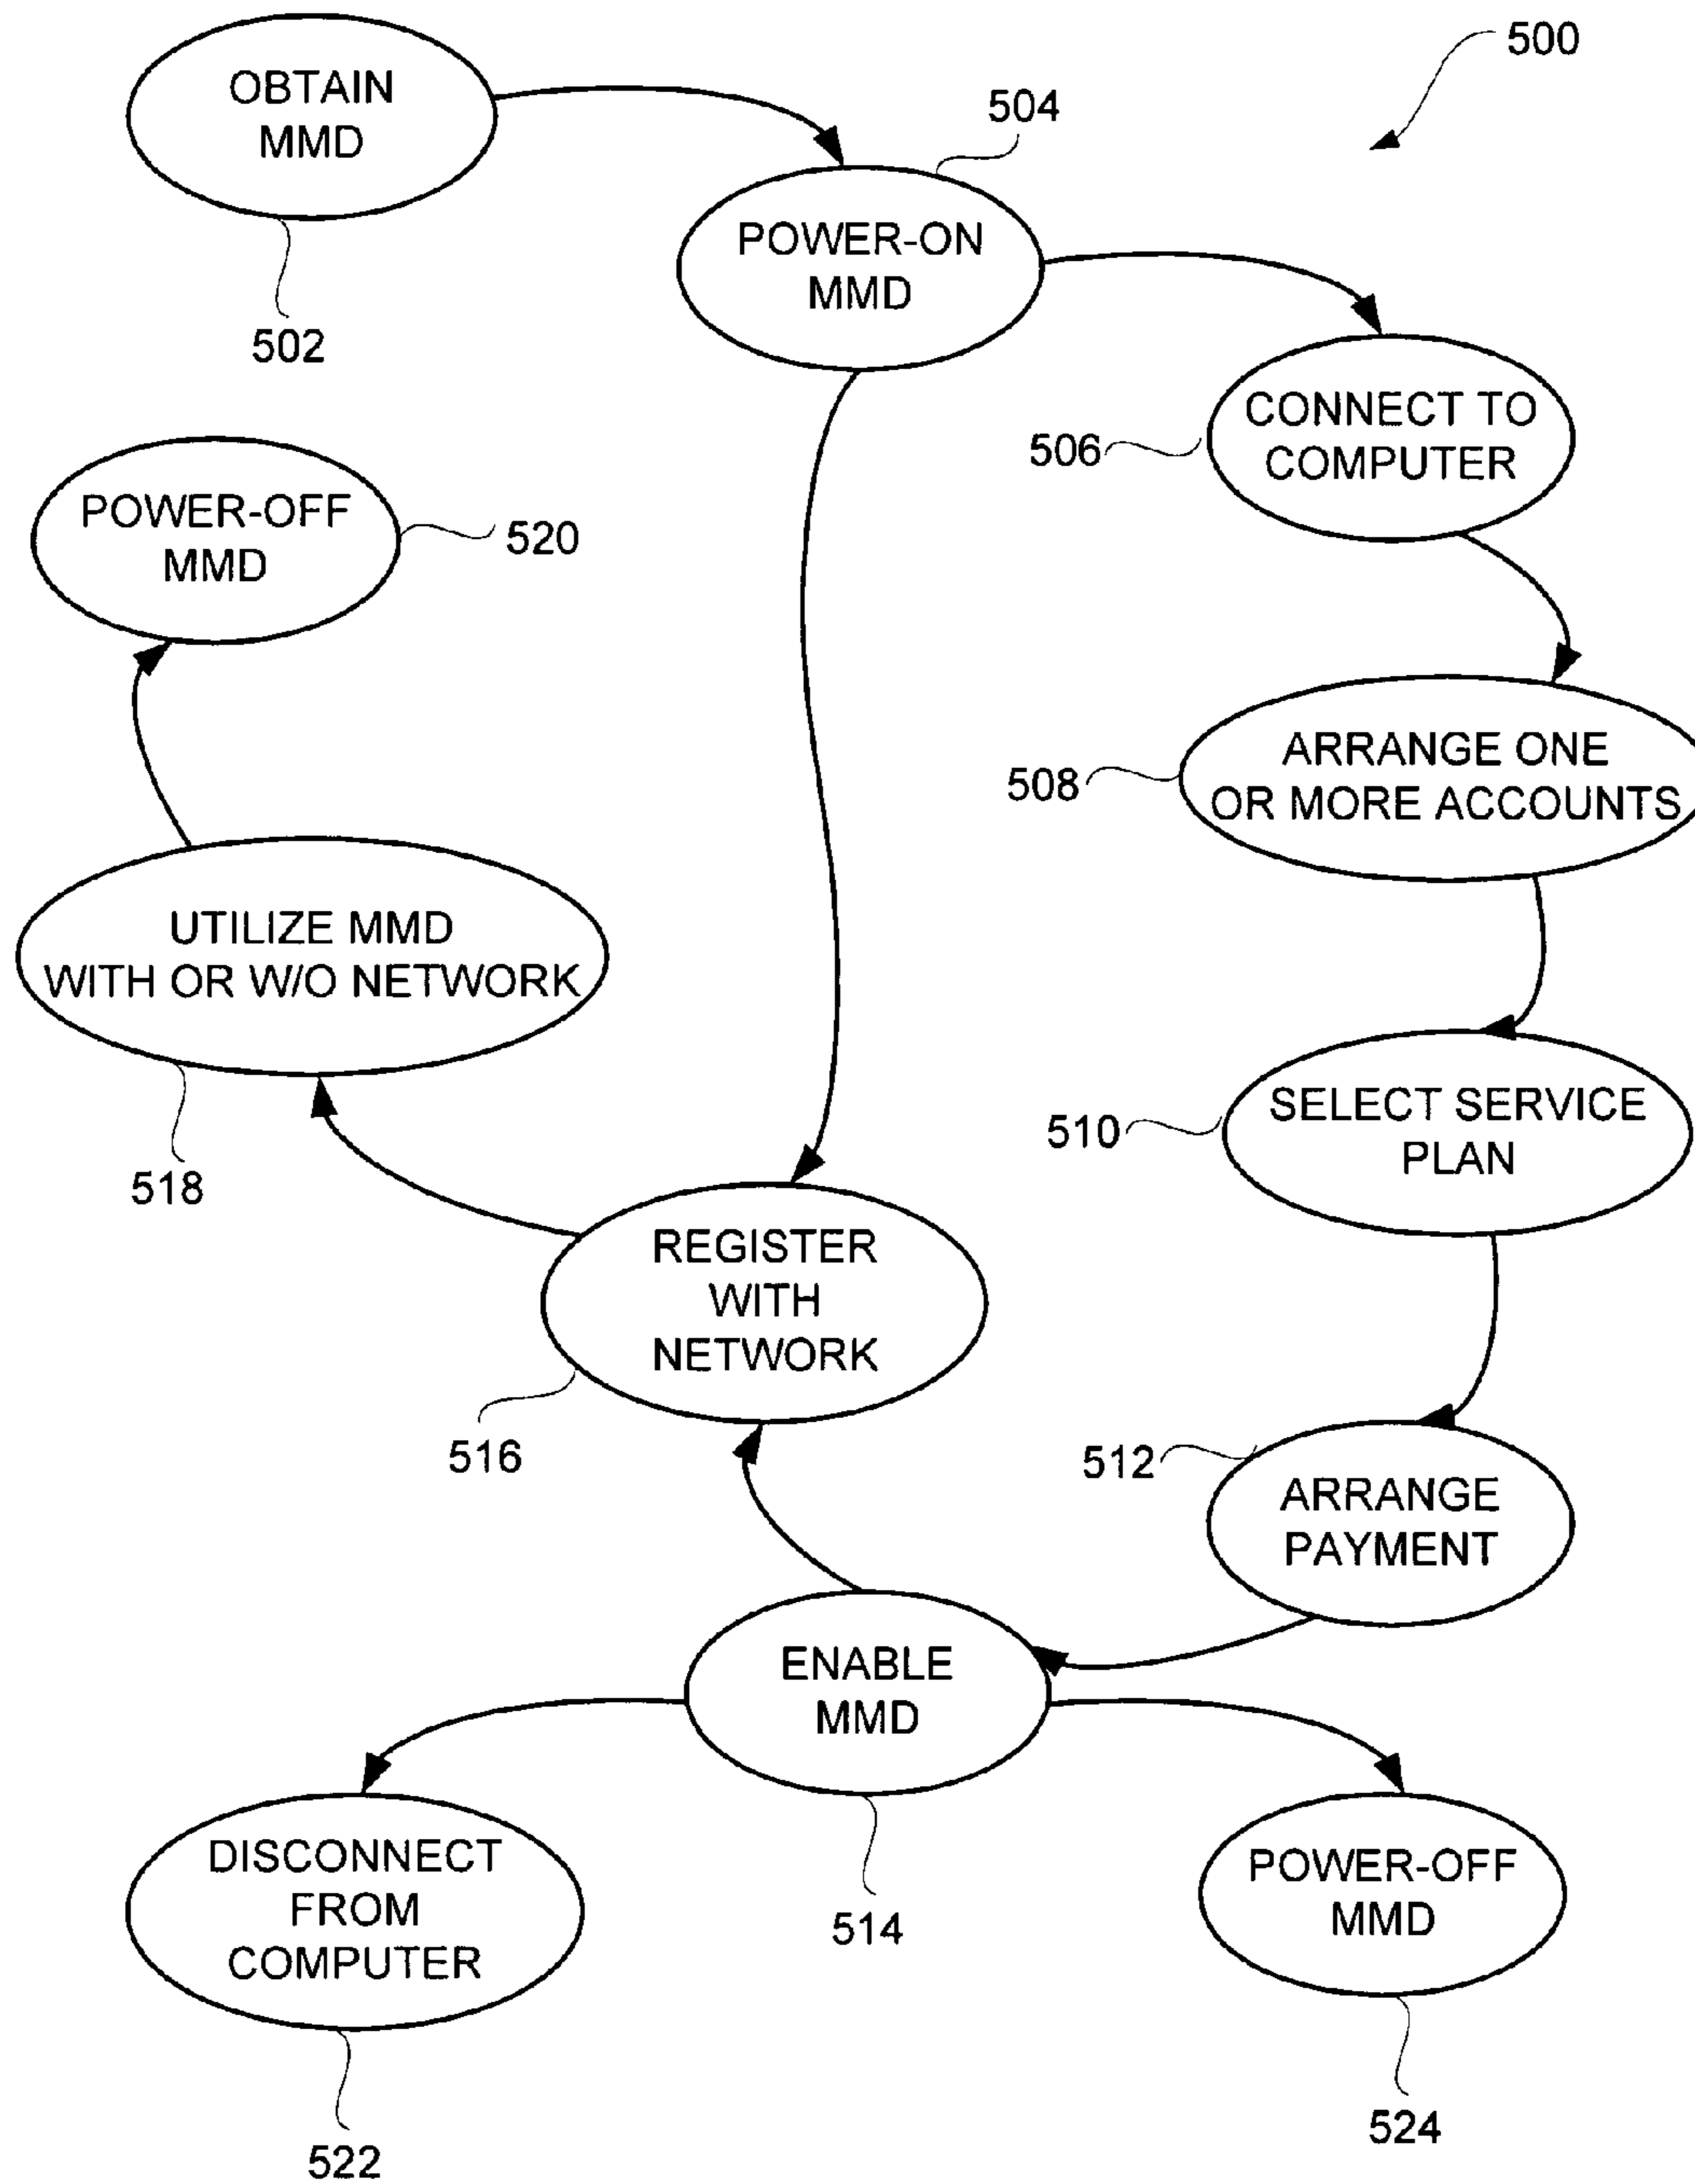 500
OBTAIN
MMD
502
504
POWER-ON
MMD
506
CONNECT TO
COMPUTER
POWER-OFF
MMD
520
508
ARRANGE ONE
OR MORE ACCOUNTS
UTILIZE MMD
WITH OR W/O NETWORK
518
510
SELECT SERVICE
PLAN
REGISTER
WITH
NETWORK
516
512
ARRANGE
PAYMENT
ENABLE
MMD
514
DISCONNECT
FROM
COMPUTER
522
POWER-OFF
MMD
524